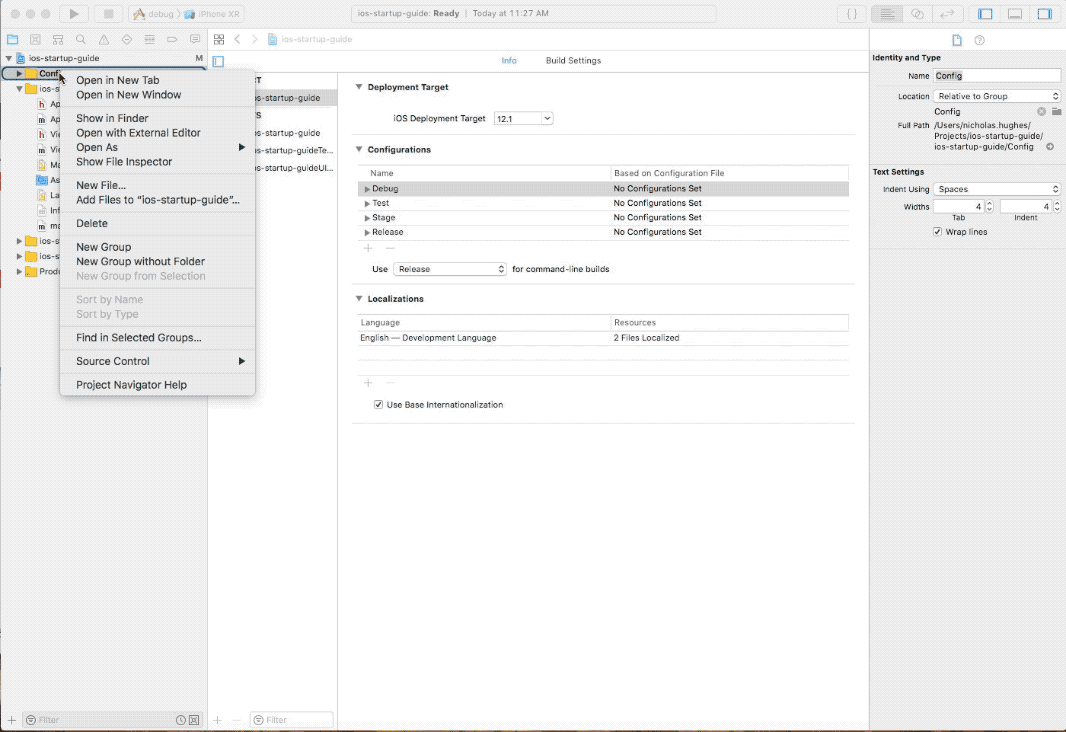 debug iPhone XR
ios-startup-guide: Ready | Today at 11:27 AM
{ }
ios-startup-guide M
Conf
ios-s
h Ap
m Ap
h Vie
m Vie
Ma
As
La
Inf
m ma
ios-s
ios-s
Produ
Open in New Tab
Open in New Window
Show in Finder
Open with External Editor
Open As
Show File Inspector
New File...
Add Files to “ios-startup-guide”...
Delete
New Group
New Group without Folder
New Group from Selection
Sort by Name
Sort by Type
Find in Selected Groups...
Source Control
Project Navigator Help
ios-startup-guide
CT
os-startup-guide
TS
os-startup-guide
os-startup-guideTe...
os-startup-guideUI...
Info Build Settings
Deployment Target
iOS Deployment Target 12.1
Configurations
Name Based on Configuration File
Debug No Configurations Set
Test No Configurations Set
Stage No Configurations Set
Release No Configurations Set
+ −
Use Release for command-line builds
Localizations
Language Resources
English — Development Language 2 Files Localized
+ −
Use Base Internationalization
Identity and Type
Name Config
Location Relative to Group
Config
Full Path /Users/nicholas.hughes/
Projects/ios-startup-guide/
ios-startup-guide/Config
Text Settings
Indent Using Spaces
Widths 4 4
Tab Indent
Wrap lines
+ Filter
+ − Filter